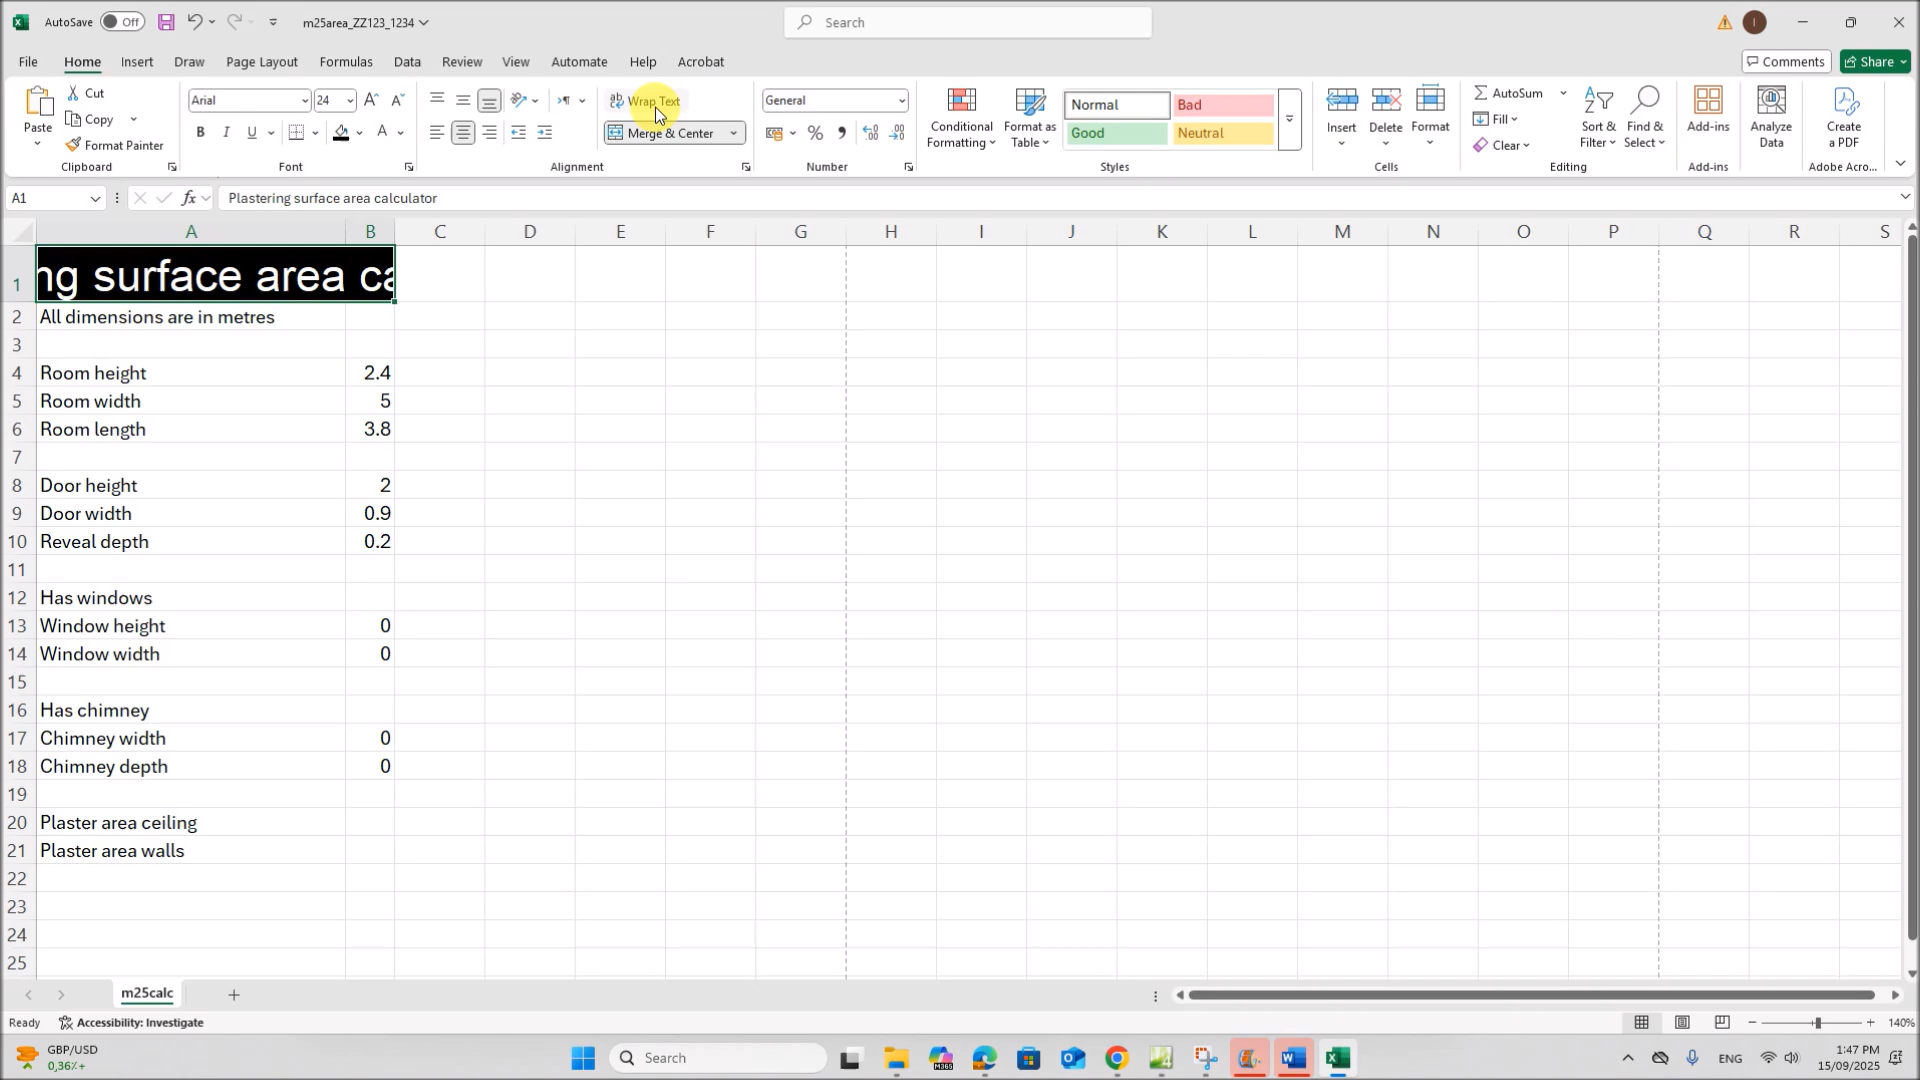 AutoSave Off m25area_ZZ123_1234 Search I
File Home Insert Draw Page Layout Formulas Data Review View Automate Help Acrobat Comments Share
Paste Cut Copy Format Painter Clipboard
Arial 24 A A B I U A Font
ab Wrap Text Merge & Center Alignment
General % Number
Conditional Formatting Format as Table Normal Bad Good Neutral Styles
Insert Delete Format Cells
AutoSum Fill Clear Sort & Filter Find & Select Editing
Add-ins Add-ins
Analyze Data
Create a PDF Adobe Acro...
A1 fx Plastering surface area calculator
A B C D E F G H I J K L M N O P Q R S
1 ng surface area ca
2 All dimensions are in metres
3
4 Room height 2.4
5 Room width 5
6 Room length 3.8
7
8 Door height 2
9 Door width 0.9
10 Reveal depth 0.2
11
12 Has windows
13 Window height 0
14 Window width 0
15
16 Has chimney
17 Chimney width 0
18 Chimney depth 0
19
20 Plaster area ceiling
21 Plaster area walls
22
23
24
25
m25calc
Ready Accessibility: Investigate 140%
GBP/USD
0,36%+
Search
M365
ENG
1:47 PM
15/09/2025